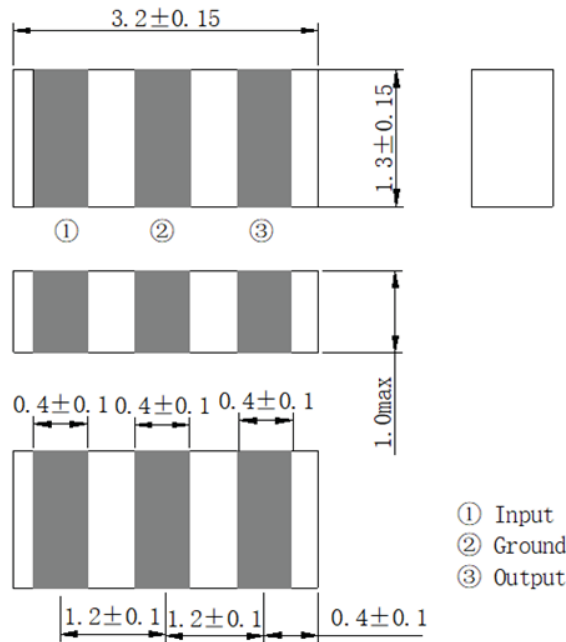 3.2±0.15
1.3±0.15
① ② ③
0.4±0.1 0.4±0.1 0.4±0.1
1.0max
① Input
② Ground
③ Output
1.2±0.1 1.2±0.1 0.4±0.1